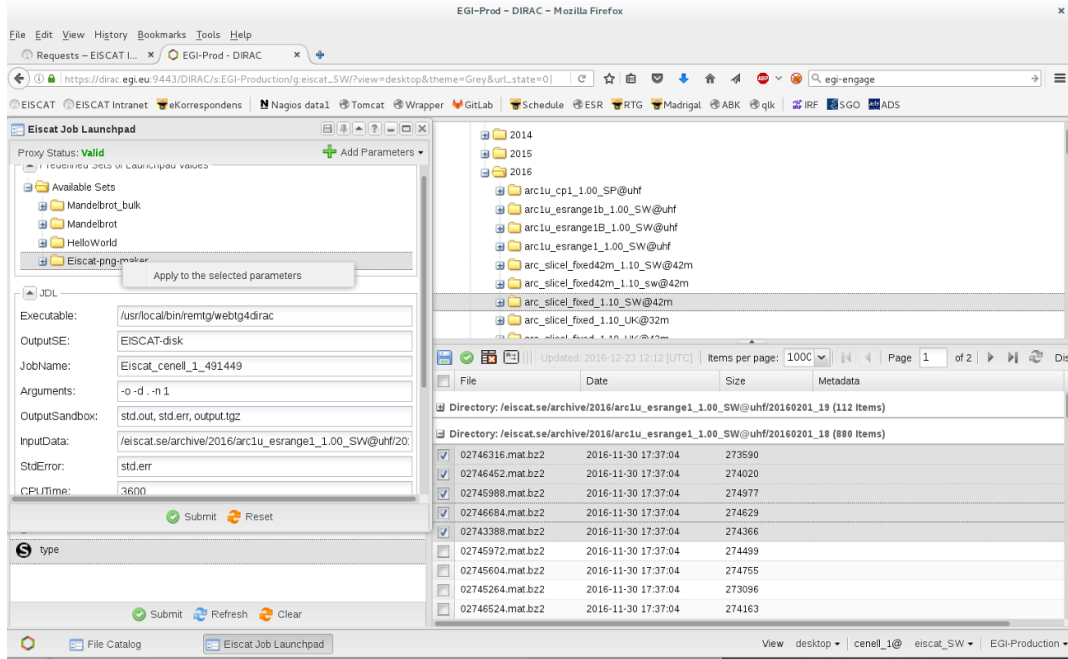 EGI-Prod – DIRAC – Mozilla Firefox
File Edit View History Bookmarks Tools Help
Requests – EISCAT I... EGI-Prod - DIRAC
https://dirac.egi.eu:9443/DIRAC/s:EGI-Production/g:eiscat_SW/?view=desktop&theme=Grey&url_state=0| egi-engage
EISCAT EISCAT Intranet eKorrespondens Nagios data1 Tomcat Wrapper GitLab Schedule ESR RTG Madrigal ABK qlk IRF SGO ADS
Eiscat Job Launchpad
Proxy Status: Valid Add Parameters
Predefined Sets of Launchpad values
Available Sets
Mandelbrot_bulk
Mandelbrot
HelloWorld
Eiscat-png-maker
Apply to the selected parameters
JDL
Executable: /usr/local/bin/remtg/webtg4dirac
OutputSE: EISCAT-disk
JobName: Eiscat_cenell_1_491449
Arguments: -o -d . -n 1
OutputSandbox: std.out, std.err, output.tgz
InputData: /eiscat.se/archive/2016/arc1u_esrange1_1.00_SW@uhf/20:
StdError: std.err
CPUTime: 3600
Submit Reset
type
Submit Refresh Clear
2014
2015
2016
arc1u_cp1_1.00_SP@uhf
arc1u_esrange1b_1.00_SW@uhf
arc1u_esrange1B_1.00_SW@uhf
arc1u_esrange1_1.00_SW@uhf
arc_slicel_fixed42m_1.10_SW@42m
arc_slicel_fixed42m_1.10_sw@42m
arc_slicel_fixed_1.10_SW@42m
arc_slicel_fixed_1.10_UK@32m
arc_slicel_fixed_1.10_UK@42m
Updated: 2016-12-23 12:12 [UTC] Items per page: 1000 Page 1 of 2 Dis
File Date Size Metadata
Directory: /eiscat.se/archive/2016/arc1u_esrange1_1.00_SW@uhf/20160201_19 (112 Items)
Directory: /eiscat.se/archive/2016/arc1u_esrange1_1.00_SW@uhf/20160201_18 (880 Items)
02746316.mat.bz2 2016-11-30 17:37:04 273590
02746452.mat.bz2 2016-11-30 17:37:04 274020
02745988.mat.bz2 2016-11-30 17:37:04 274977
02746684.mat.bz2 2016-11-30 17:37:04 274629
02743388.mat.bz2 2016-11-30 17:37:04 274366
02745972.mat.bz2 2016-11-30 17:37:04 274499
02745604.mat.bz2 2016-11-30 17:37:04 274755
02745264.mat.bz2 2016-11-30 17:37:04 273096
02746524.mat.bz2 2016-11-30 17:37:04 274163
File Catalog Eiscat Job Launchpad View desktop cenell_1@ eiscat_SW EGI-Production